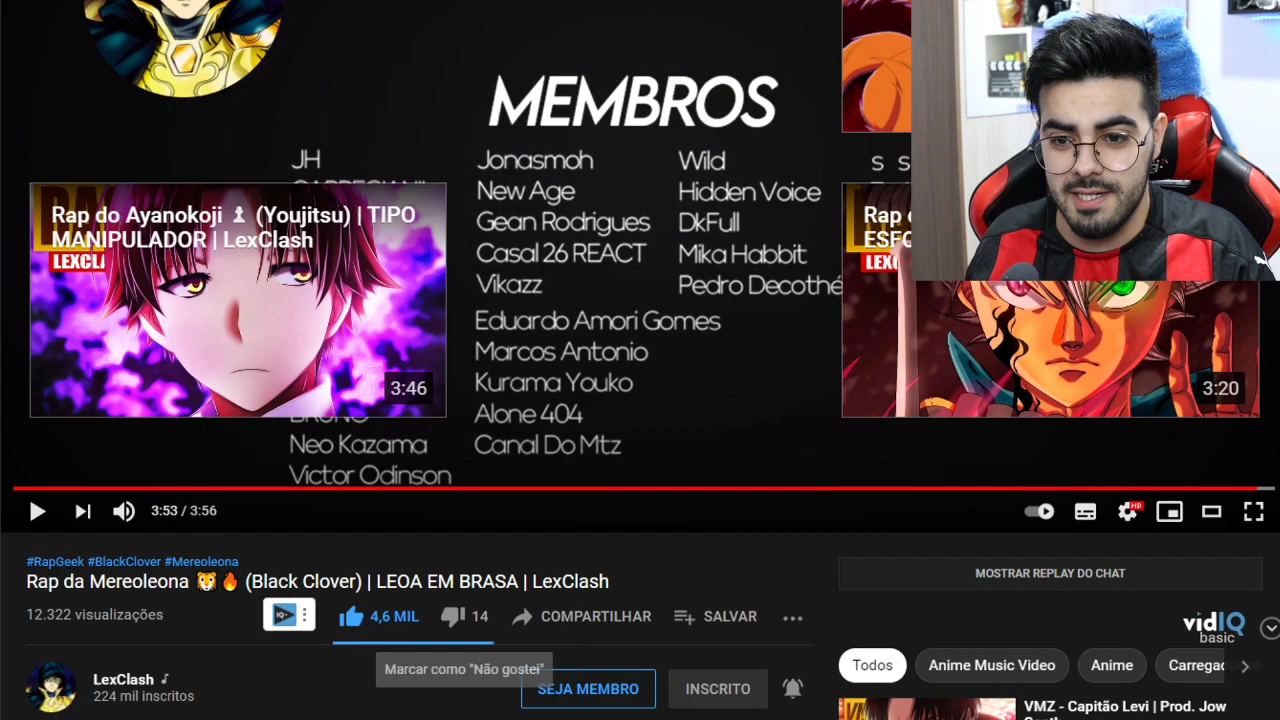 MEMBROS
JH
Jonasmoh
Wild
New Age
Hidden Voice
Gean Rodrigues
DkFull
Casal 26 REACT
Mika Habbit
Vikazz
Pedro Decothé
Eduardo Amori Gomes
Marcos Antonio
Kurama Youko
Alone 404
Neo Kazama
Canal Do Mtz
Victor Odinson
Rap do Ayanokoji ♟ (Youjitsu) | TIPO
MANIPULADOR | LexClash
3:46
Rap
3:20
3:53 / 3:56
HD
#RapGeek #BlackClover #Mereoleona
Rap da Mereoleona 🦁🔥 (Black Clover) | LEOA EM BRASA | LexClash
12.322 visualizações
IQ
4,6 MIL
14
COMPARTILHAR
SALVAR
Marcar como "Não gostei"
LexClash
224 mil inscritos
SEJA MEMBRO
INSCRITO
MOSTRAR REPLAY DO CHAT
vidIQ
basic
Todos
Anime Music Video
Anime
VMZ - Capitão Levi | Prod. Jow